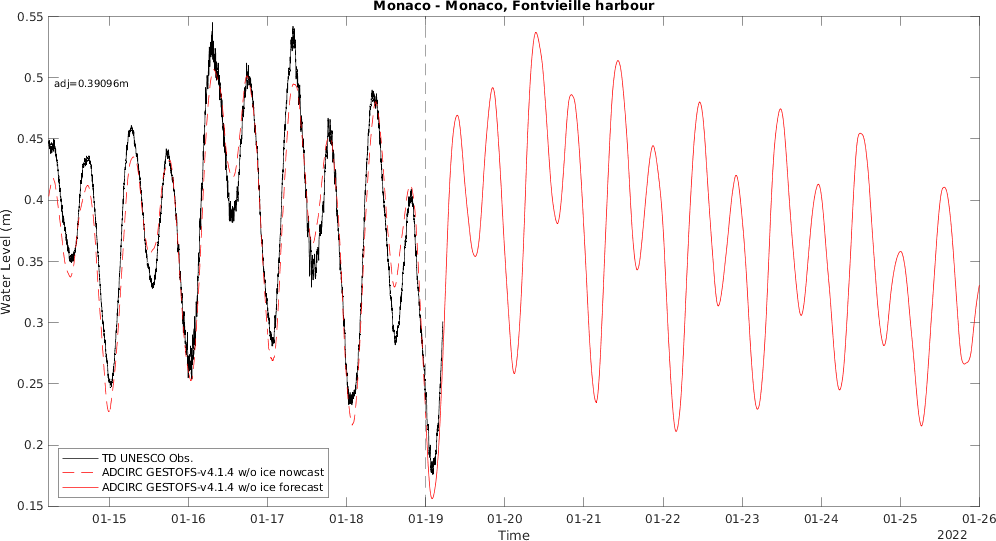 Monaco - Monaco, Fontvieille harbour
0.55
0.5
adj=0.39096m
0.45
0.4
0.35
0.3
0.25
0.2
0.15
Water Level (m)
TD UNESCO Obs.
ADCIRC GESTOFS-v4.1.4 w/o ice nowcast
ADCIRC GESTOFS-v4.1.4 w/o ice forecast
01-15 01-16 01-17 01-18 01-19 01-20 01-21 01-22 01-23 01-24 01-25 01-26
Time
2022